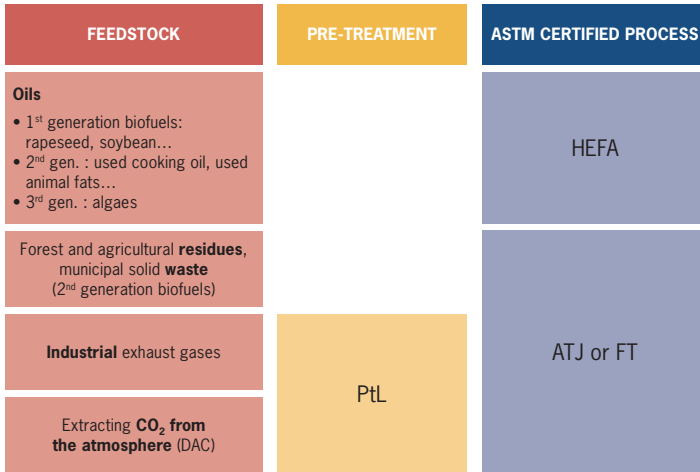 FEEDSTOCK
PRE-TREATMENT
ASTM CERTIFIED PROCESS
Oils
• 1st generation biofuels:
rapeseed, soybean…
• 2nd gen. : used cooking oil, used
animal fats…
• 3rd gen. : algaes
HEFA
Forest and agricultural residues,
municipal solid waste
(2nd generation biofuels)
Industrial exhaust gases
Extracting CO2 from
the atmosphere (DAC)
PtL
ATJ or FT